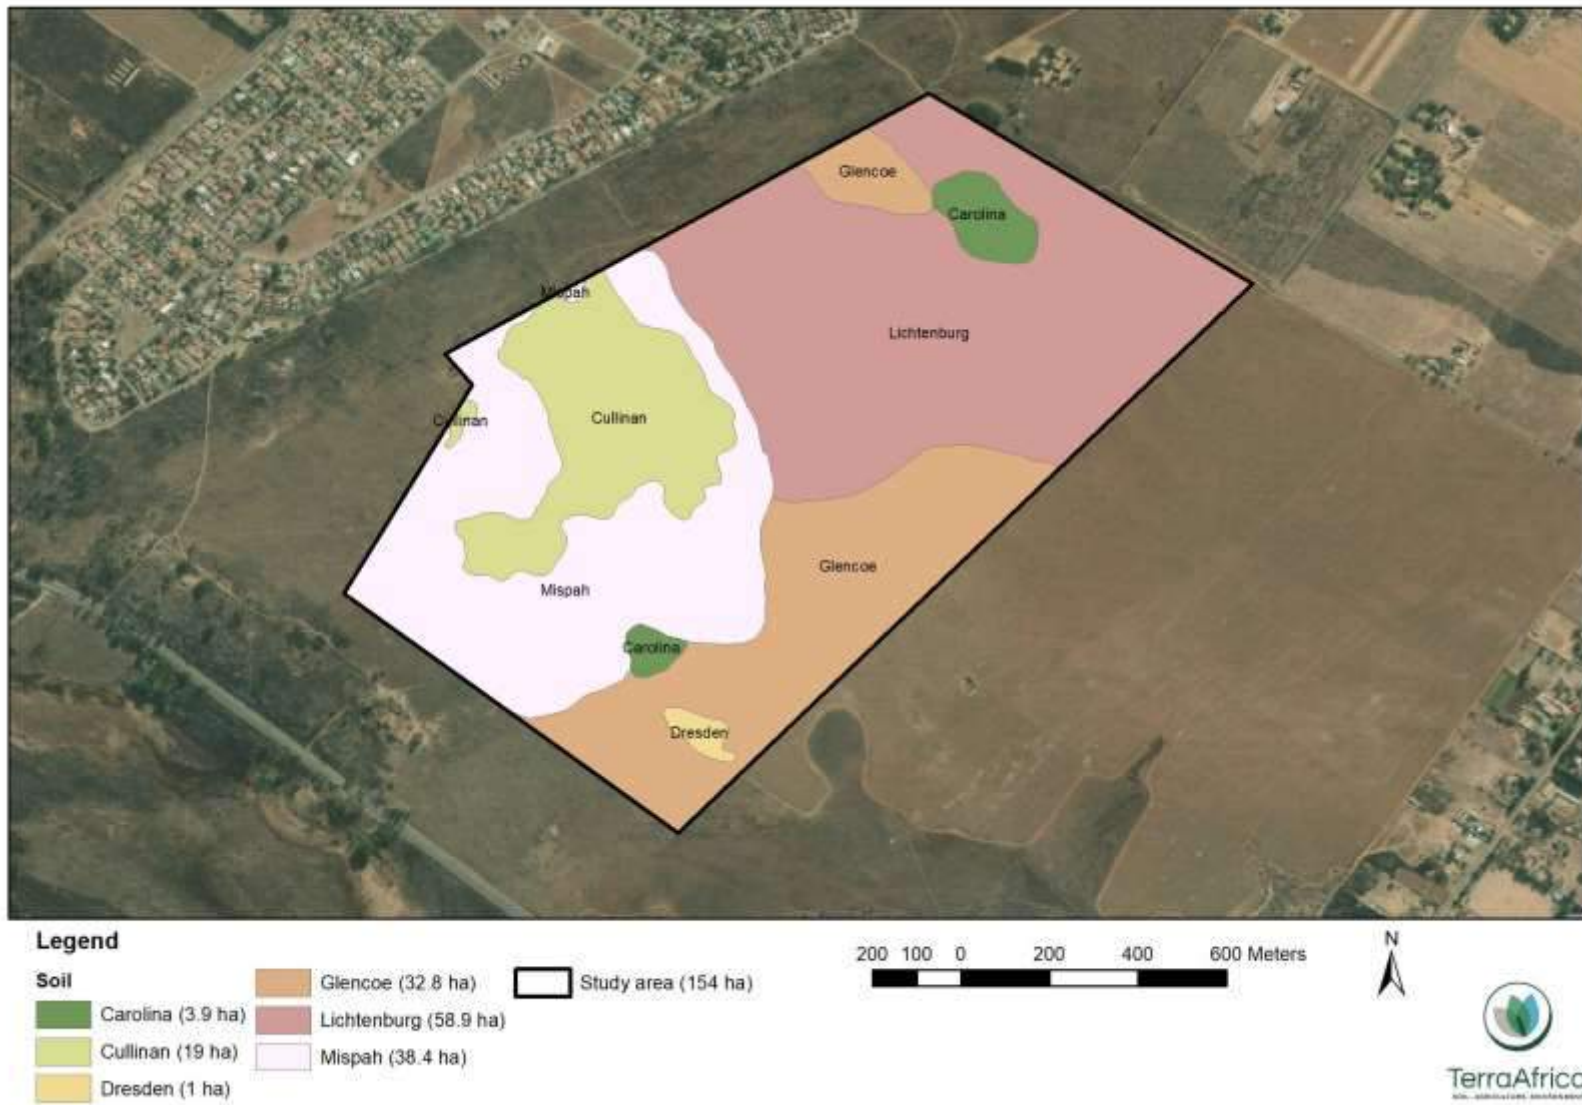 Glencoe
Carolina
Mispah
Lichtenburg
Cullinan
Cullinan
Glencoe
Mispah
Carolina
Dresden
Legend
Soil
Carolina (3.9 ha)
Cullinan (19 ha)
Dresden (1 ha)
Glencoe (32.8 ha)
Lichtenburg (58.9 ha)
Mispah (38.4 ha)
Study area (154 ha)
200 100 0 200 400 600 Meters
N
TerraAfrica